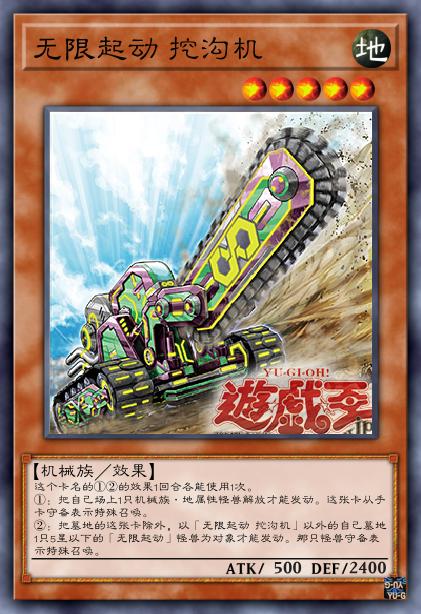 无限起动 挖沟机
地
YU-GI-OH!
遊戯王
.jp
【机械族／效果】
这个卡名的①②的效果1回合各能使用1次。
①：把自己场上1只机械族·地属性怪兽解放才能发动。这张卡从手
卡守备表示特殊召唤。
②：把墓地的这张卡除外，以「无限起动 挖沟机」以外的自己墓地
1只5星以下的「无限起动」怪兽为对象才能发动。那只怪兽守备表
示特殊召唤。
ATK/ 500 DEF/2400
YU-G